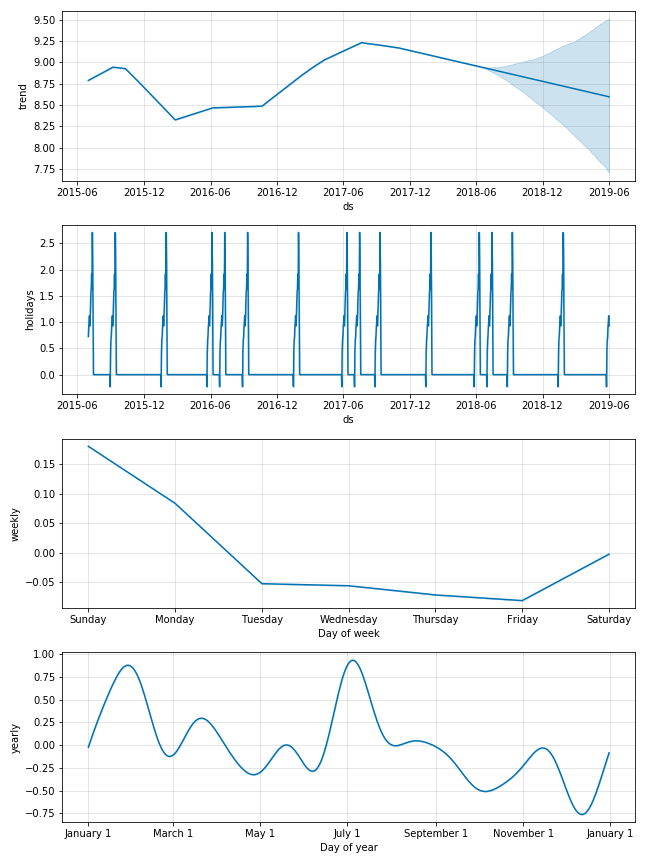 9.50
9.25
9.00
8.75
8.50
8.25
8.00
7.75
trend
2015-06 2015-12 2016-06 2016-12 2017-06 2017-12 2018-06 2018-12 2019-06
ds
2.5
2.0
1.5
1.0
0.5
0.0
holidays
2015-06 2015-12 2016-06 2016-12 2017-06 2017-12 2018-06 2018-12 2019-06
ds
0.15
0.10
0.05
0.00
−0.05
weekly
Sunday Monday Tuesday Wednesday Thursday Friday Saturday
Day of week
1.00
0.75
0.50
0.25
0.00
−0.25
−0.50
−0.75
yearly
January 1 March 1 May 1 July 1 September 1 November 1 January 1
Day of year